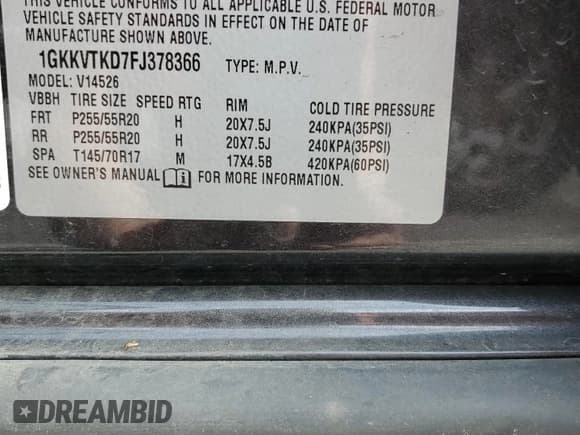 THIS VEHICLE CONFORMS TO ALL APPLICABLE U.S. FEDERAL MOTOR
VEHICLE SAFETY STANDARDS IN EFFECT ON THE DATE OF
MANUFACTURE SHOWN ABOVE.
1GKKVTKD7FJ378366 TYPE: M.P.V.
MODEL: V14526
VBBH TIRE SIZE SPEED RTG RIM COLD TIRE PRESSURE
FRT P255/55R20 H 20X7.5J 240KPA(35PSI)
RR P255/55R20 H 20X7.5J 240KPA(35PSI)
SPA T145/70R17 M 17X4.5B 420KPA(60PSI)
SEE OWNER'S MANUAL FOR MORE INFORMATION.
DREAMBID